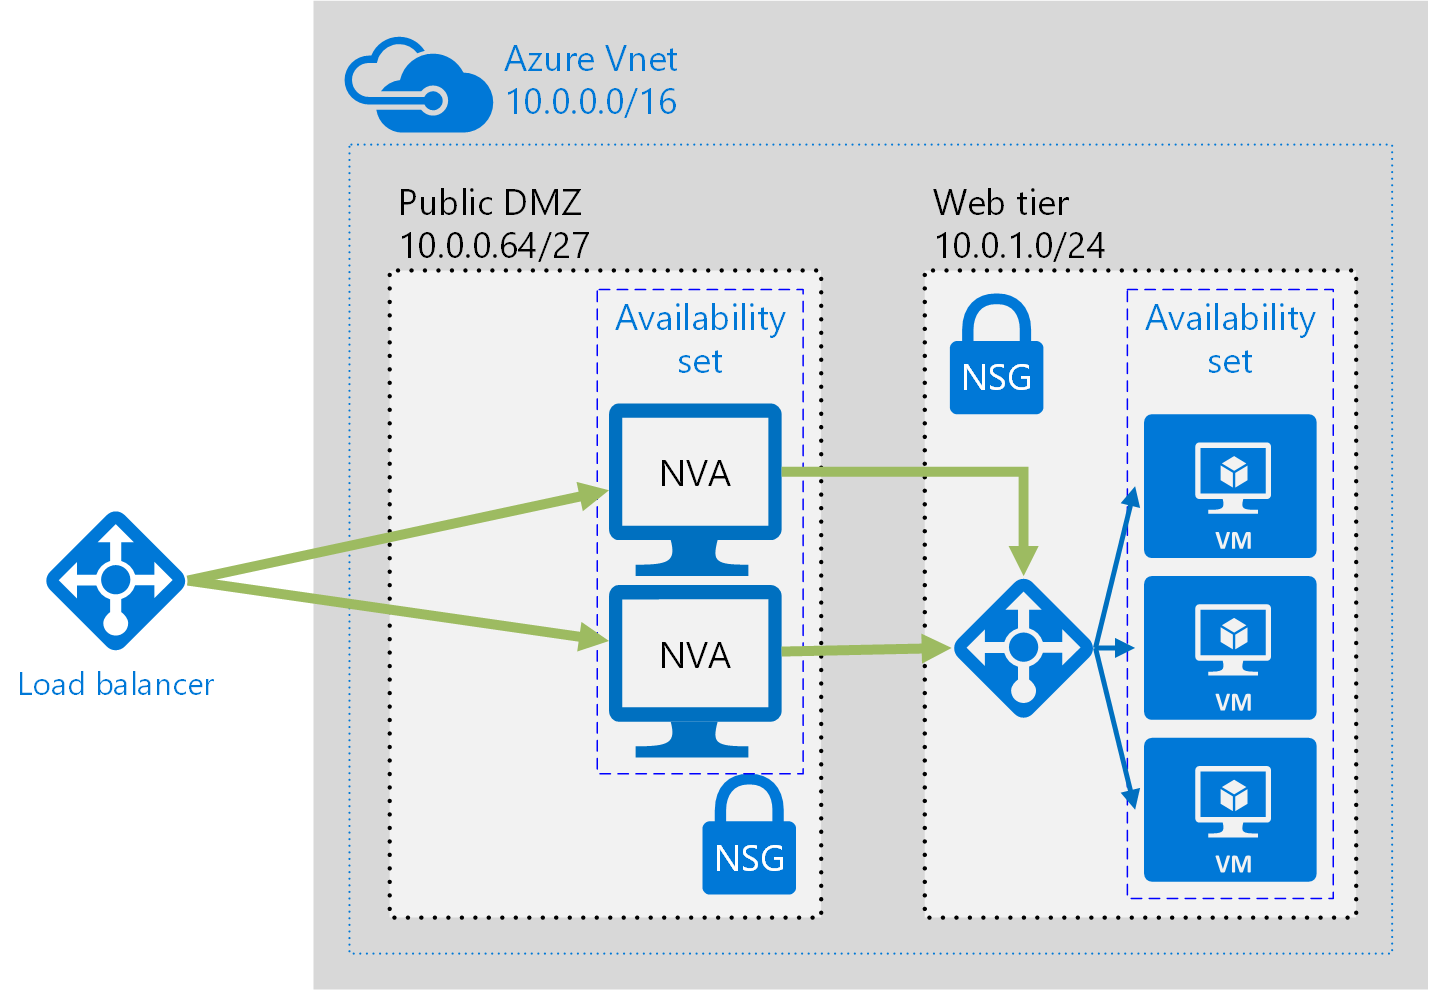 Azure Vnet
10.0.0.0/16
Public DMZ
10.0.0.64/27
Availability
set
NVA
NVA
NSG
Load balancer
Web tier
10.0.1.0/24
NSG
Availability
set
VM
VM
VM